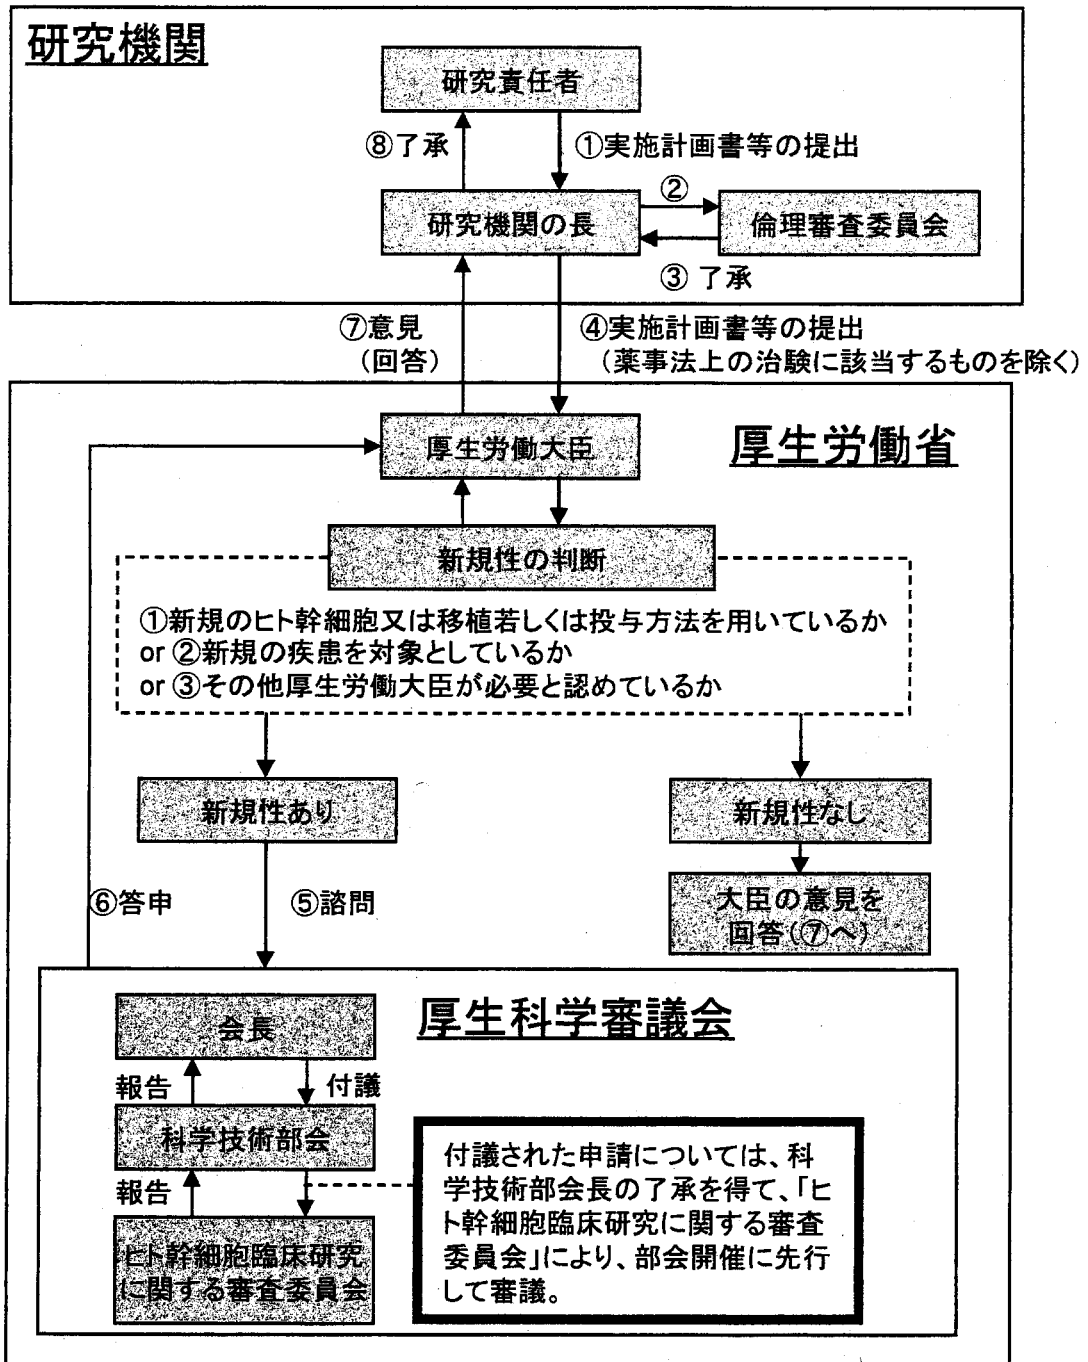 研究機関
研究責任者
⑧了承
①実施計画書等の提出
研究機関の長
②
倫理審査委員会
③ 了承
⑦意見
(回答)
④実施計画書等の提出
(薬事法上の治験に該当するものを除く)
厚生労働大臣
厚生労働省
新規性の判断
①新規のヒト幹細胞又は移植若しくは投与方法を用いているか
or ②新規の疾患を対象としているか
or ③その他厚生労働大臣が必要と認めているか
新規性あり
新規性なし
⑥答申
⑤諮問
大臣の意見を
回答(⑦へ)
会長
厚生科学審議会
報告
付議
科学技術部会
報告
ヒト幹細胞臨床研究
に関する審査委員会
付議された申請については、科
学技術部会長の了承を得て、「ヒ
ト幹細胞臨床研究に関する審査
委員会」により、部会開催に先行
して審議。